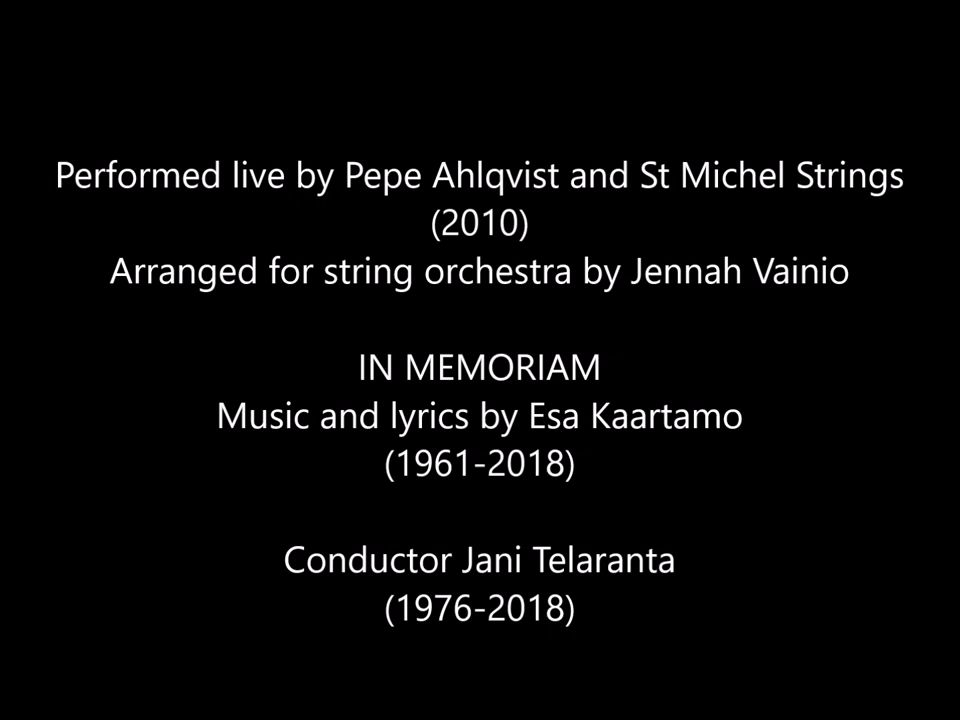 Performed live by Pepe Ahlqvist and St Michel Strings
(2010)
Arranged for string orchestra by Jennah Vainio
IN MEMORIAM
Music and lyrics by Esa Kaartamo
(1961-2018)
Conductor Jani Telaranta
(1976-2018)